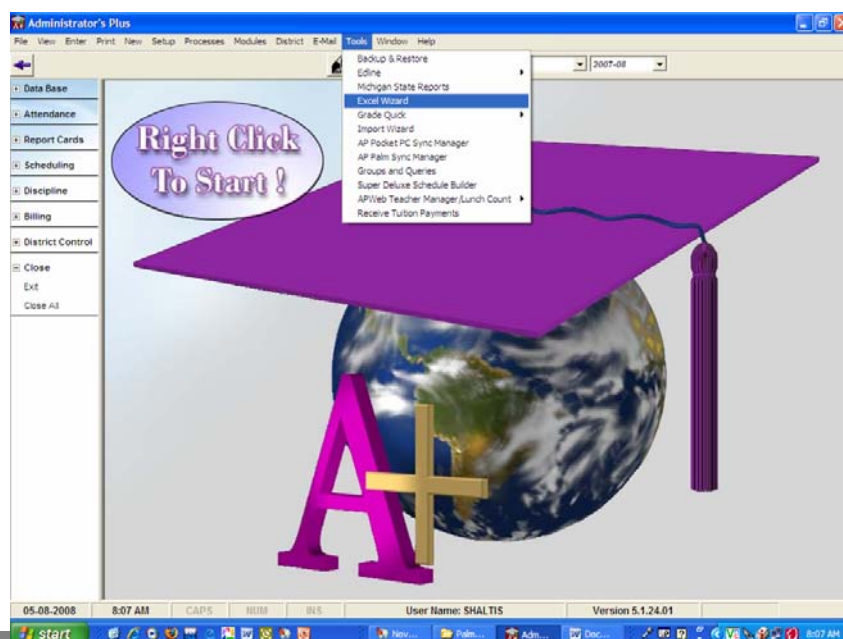 Administrator's Plus
File View Enter Print New Setup Processes Modules District E-Mail Tools Window Help
2007-08
Backup & Restore
Edline
Michigan State Reports
Excel Wizard
Grade Quick
Import Wizard
AP Pocket PC Sync Manager
AP Palm Sync Manager
Groups and Queries
Super Deluxe Schedule Builder
APWeb Teacher Manager/Lunch Count
Receive Tuition Payments
Data Base
Attendance
Report Cards
Scheduling
Discipline
Billing
District Control
Close
Exit
Close All
Right Click
To Start !
A+
05-08-2008 8:07 AM CAPS NUM INS User Name: SHALTIS Version 5.1.24.01
start Nov... Palm... Adm... Doc... 8:07 AM